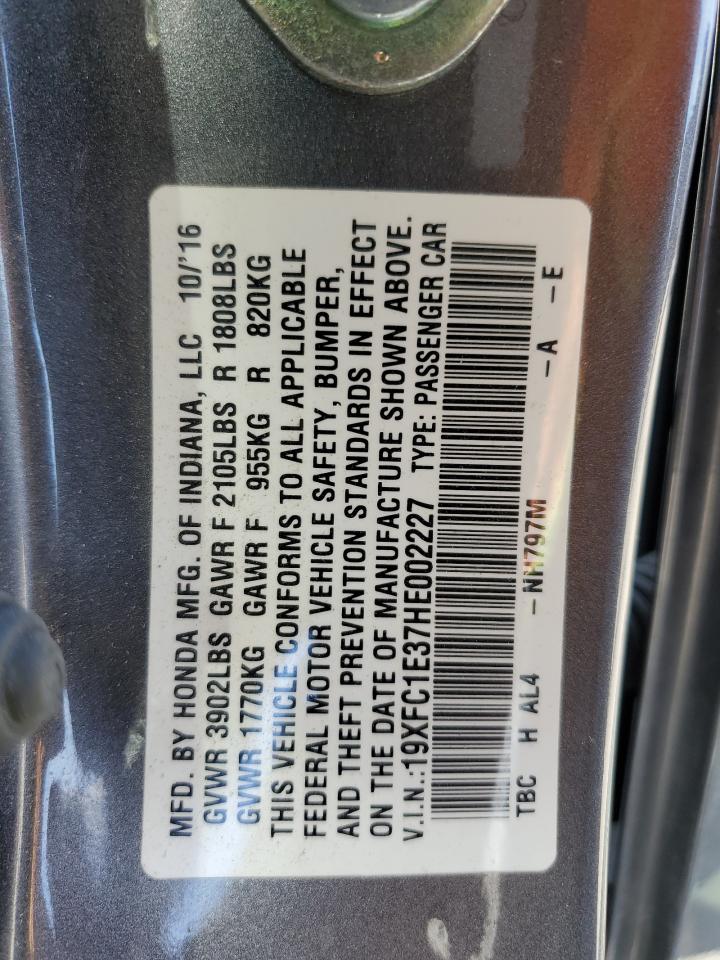 MFD. BY HONDA MFG. OF INDIANA, LLC 10/'16
GVWR 3902LBS GAWR F 2105LBS R 1808LBS
GVWR 1770KG GAWR F 955KG R 820KG
THIS VEHICLE CONFORMS TO ALL APPLICABLE
FEDERAL MOTOR VEHICLE SAFETY, BUMPER,
AND THEFT PREVENTION STANDARDS IN EFFECT
ON THE DATE OF MANUFACTURE SHOWN ABOVE.
V.I.N.:19XFC1E37HE002227 TYPE: PASSENGER CAR
TBC H AL4 -NH797M -A -E